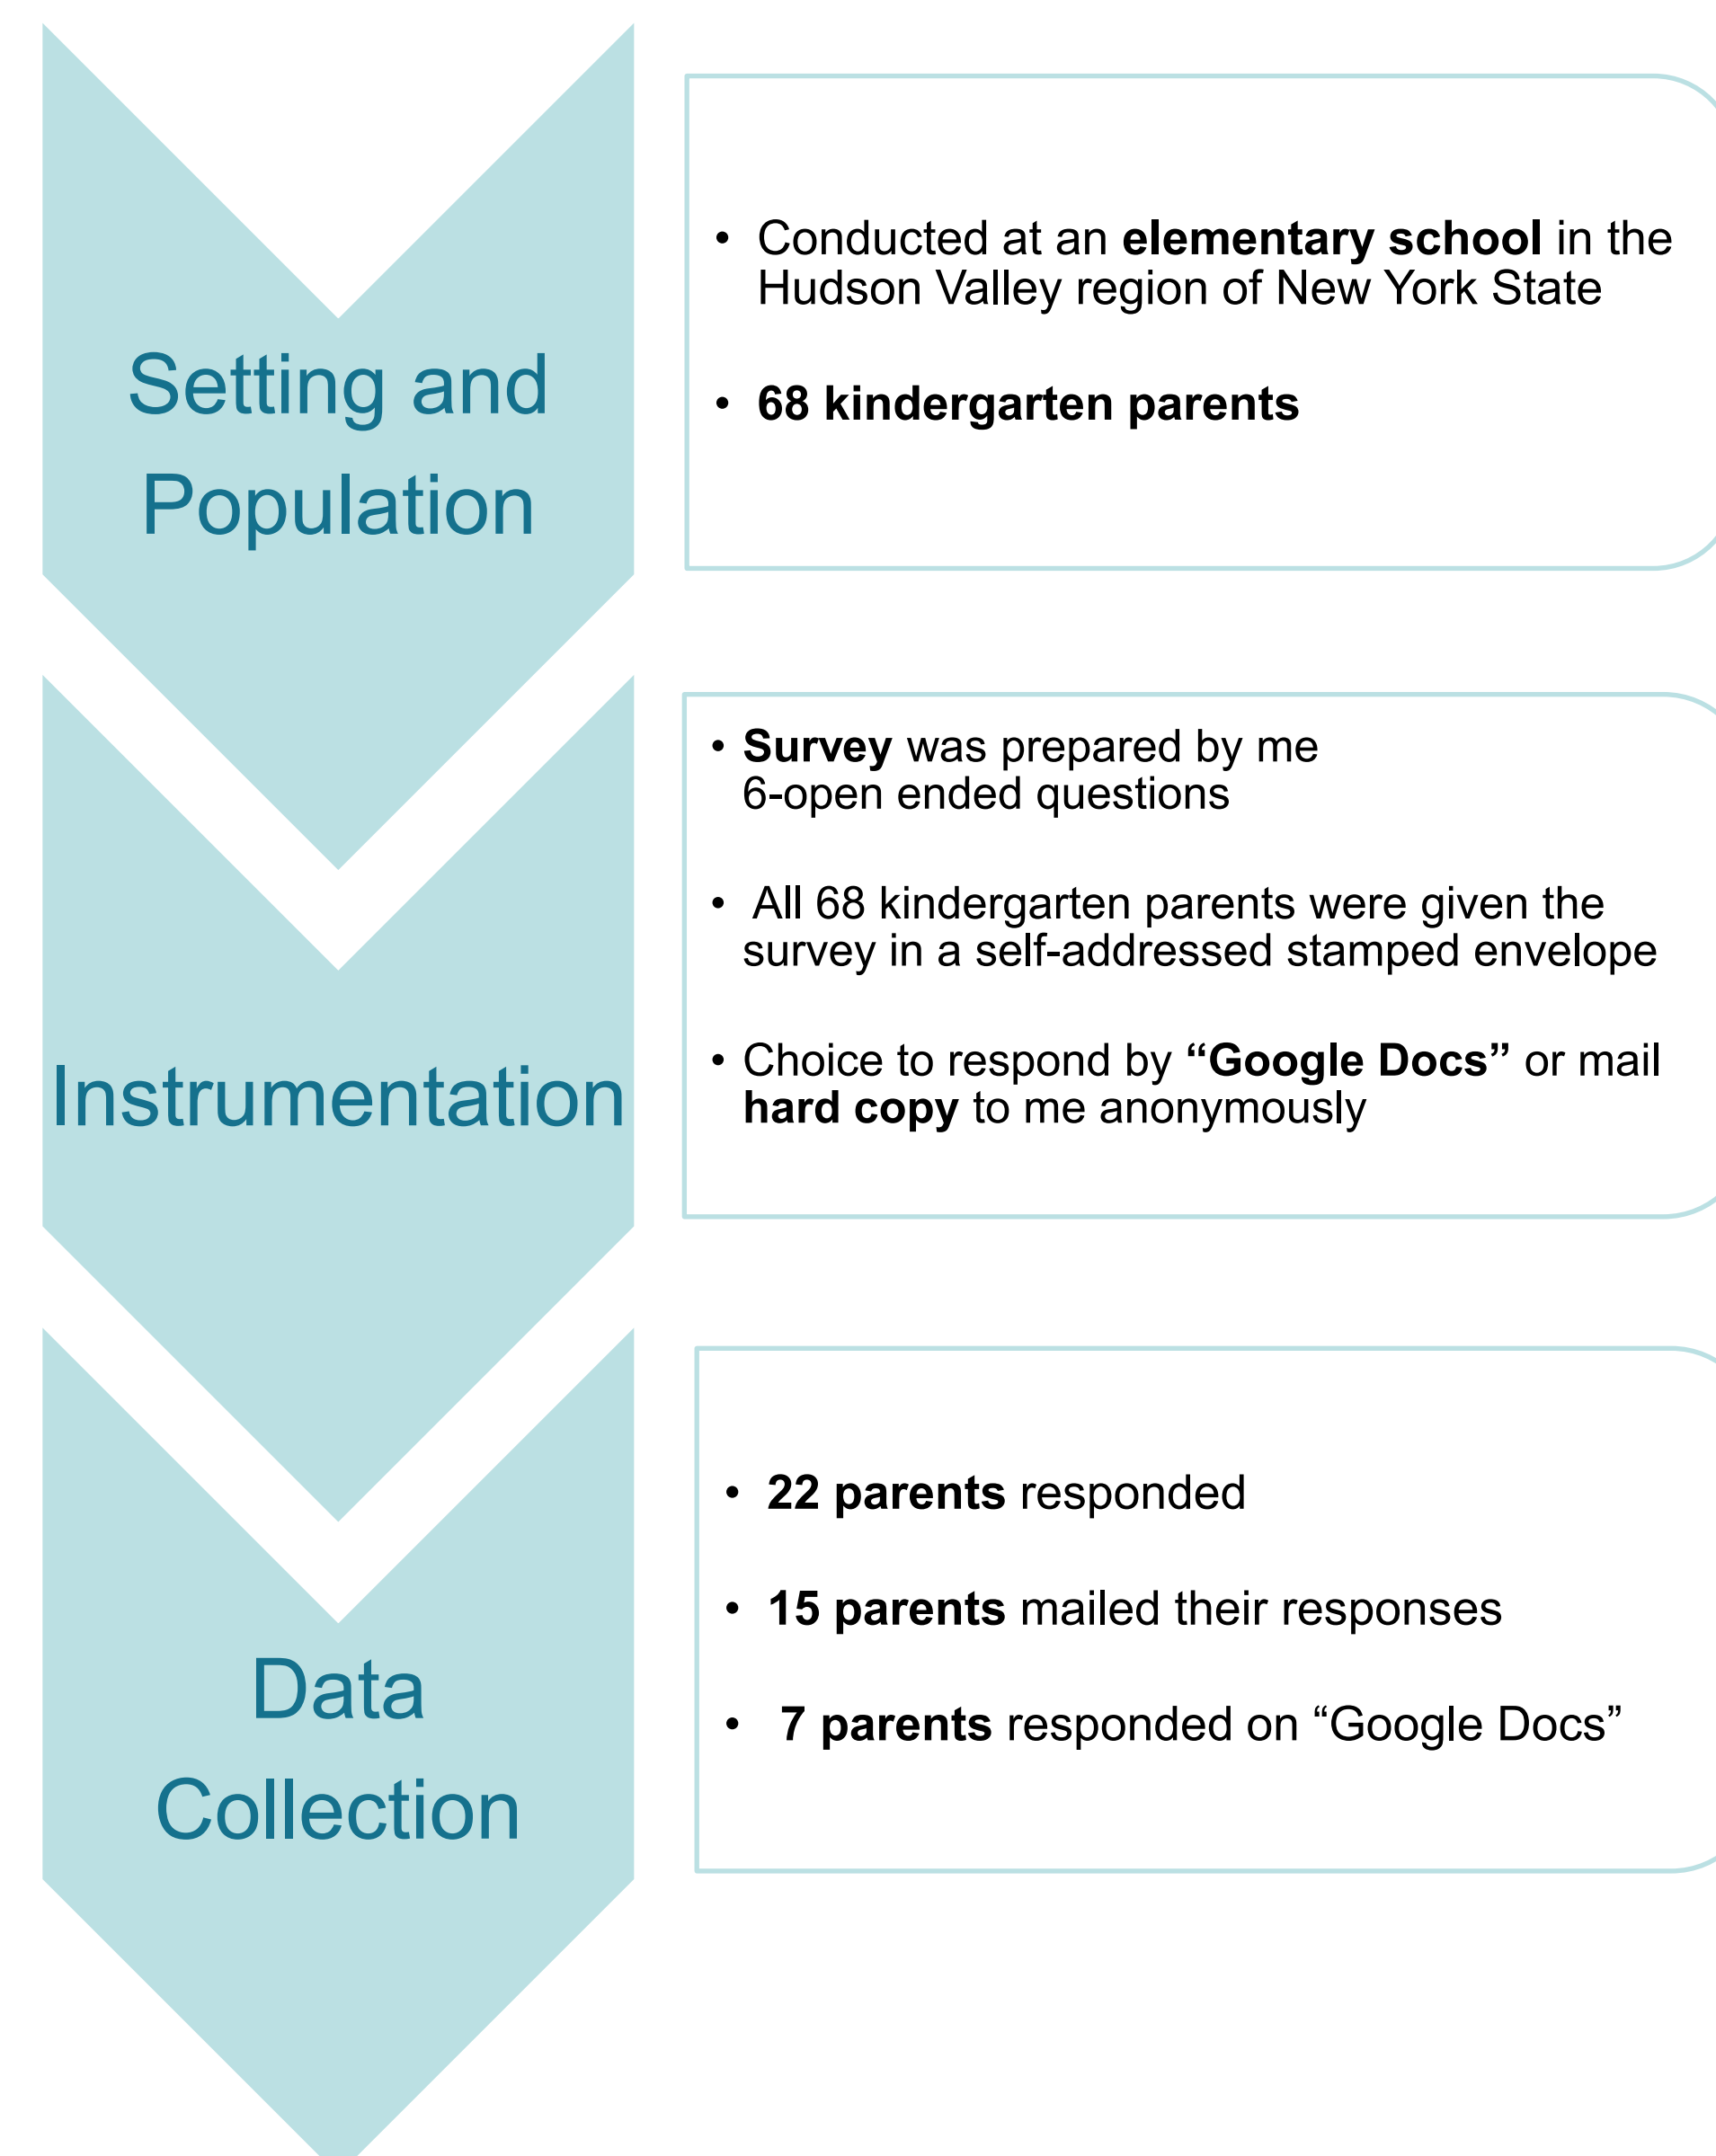 Setting and
Population
• Conducted at an elementary school in the
Hudson Valley region of New York State
• 68 kindergarten parents
Instrumentation
• Survey was prepared by me
6-open ended questions
• All 68 kindergarten parents were given the
survey in a self-addressed stamped envelope
• Choice to respond by “Google Docs” or mail
hard copy to me anonymously
Data
Collection
• 22 parents responded
• 15 parents mailed their responses
• 7 parents responded on “Google Docs”